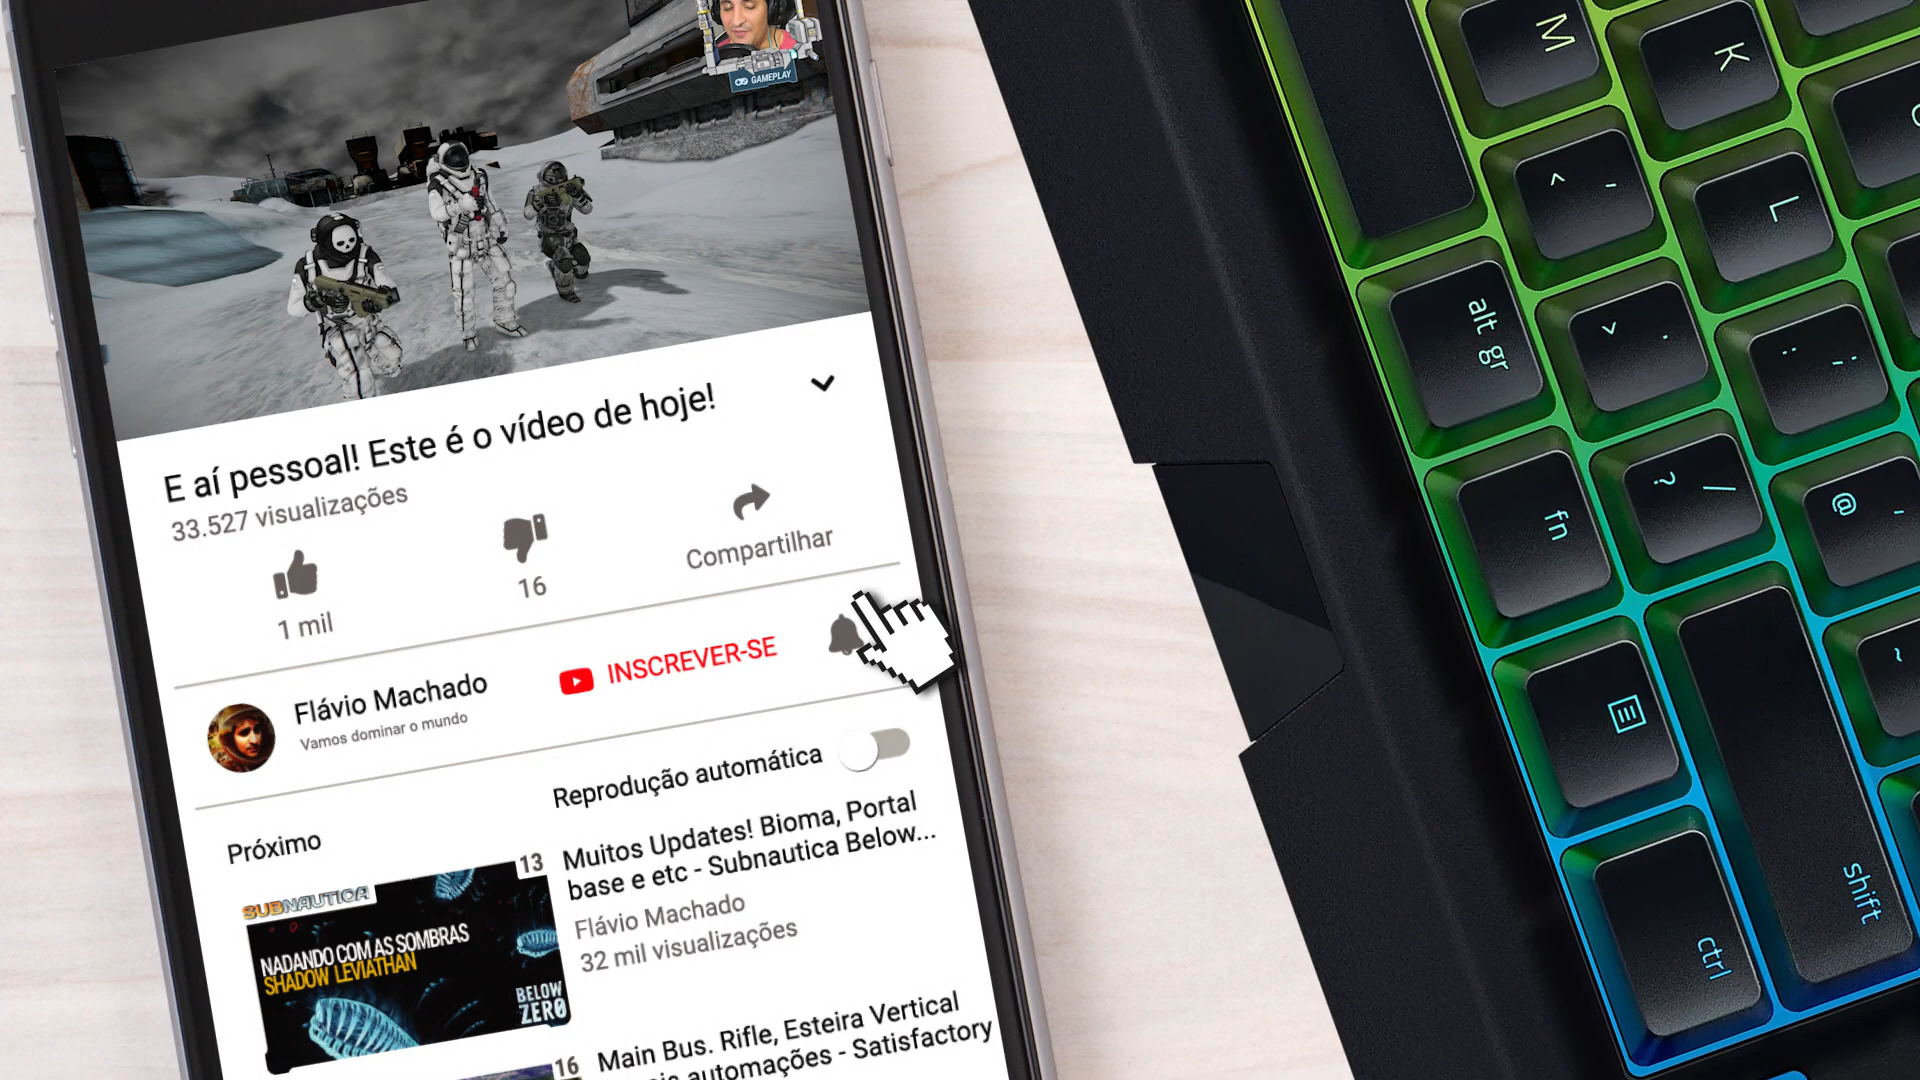 GAMEPLAY
E aí pessoal! Este é o vídeo de hoje!
33.527 visualizações
1 mil
16
Compartilhar
Flávio Machado
Vamos dominar o mundo
INSCREVER-SE
Reprodução automática
Próximo
13
SUBNAUTICA
NADANDO COM AS SOMBRAS
SHADOW LEVIATHAN
BELOW
ZERO
Muitos Updates! Bioma, Portal
base e etc - Subnautica Below...
Flávio Machado
32 mil visualizações
16
Main Bus. Rifle, Esteira Vertical
automações - Satisfactory
M
K
L
alt gr
fn
? /
@
shift
ctrl